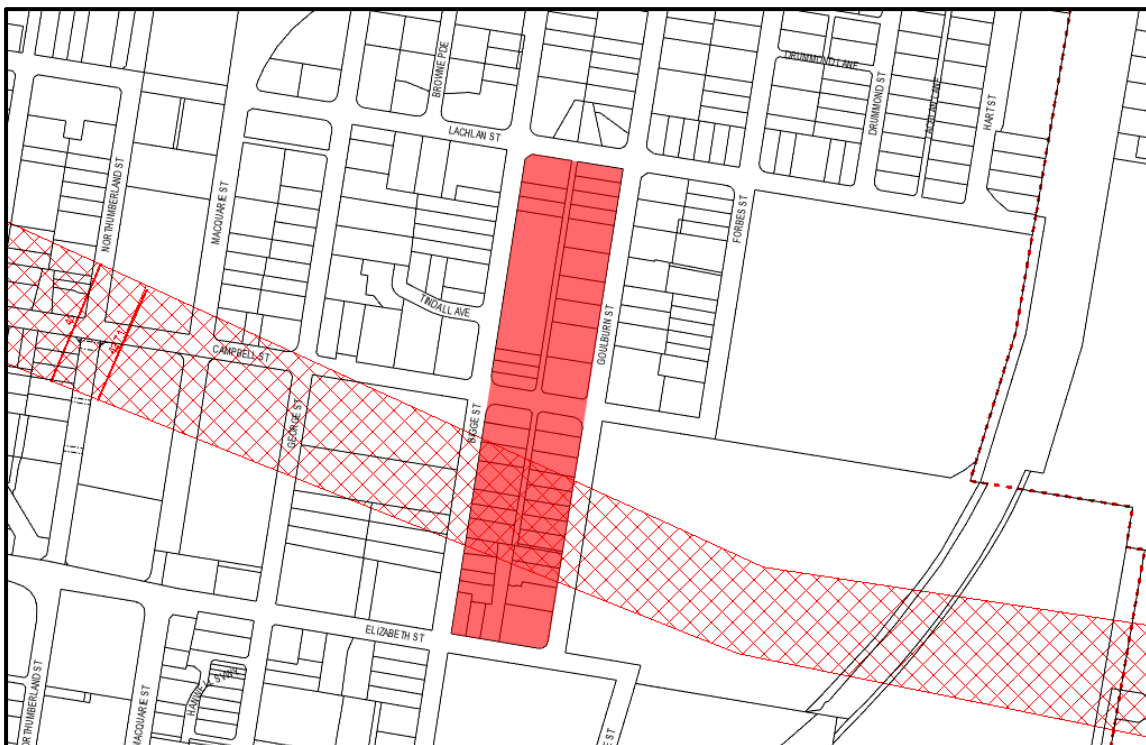 BROWNE PDE
DRUMMOND LANE
DRUMMOND ST
HART ST
LACHLAN ST
NORTHUMBERLAND ST
MACQUARIE ST
FORBES ST
TINDALL AVE
GOULBURN ST
CAMPBELL ST
BIGGE ST
GEORGE ST
ELIZABETH ST
NORTHUMBERLAND ST
MACQUARIE ST